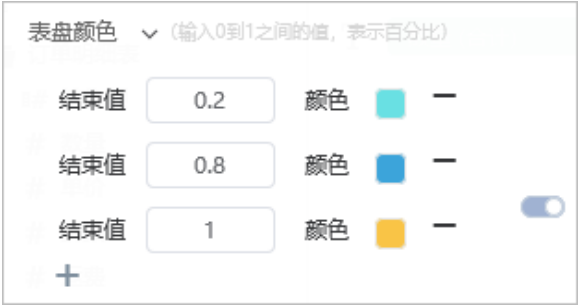 表盘颜色 (输入0到1之间的值，表示百分比)
结束值 0.2 颜色
结束值 0.8 颜色
结束值 1 颜色